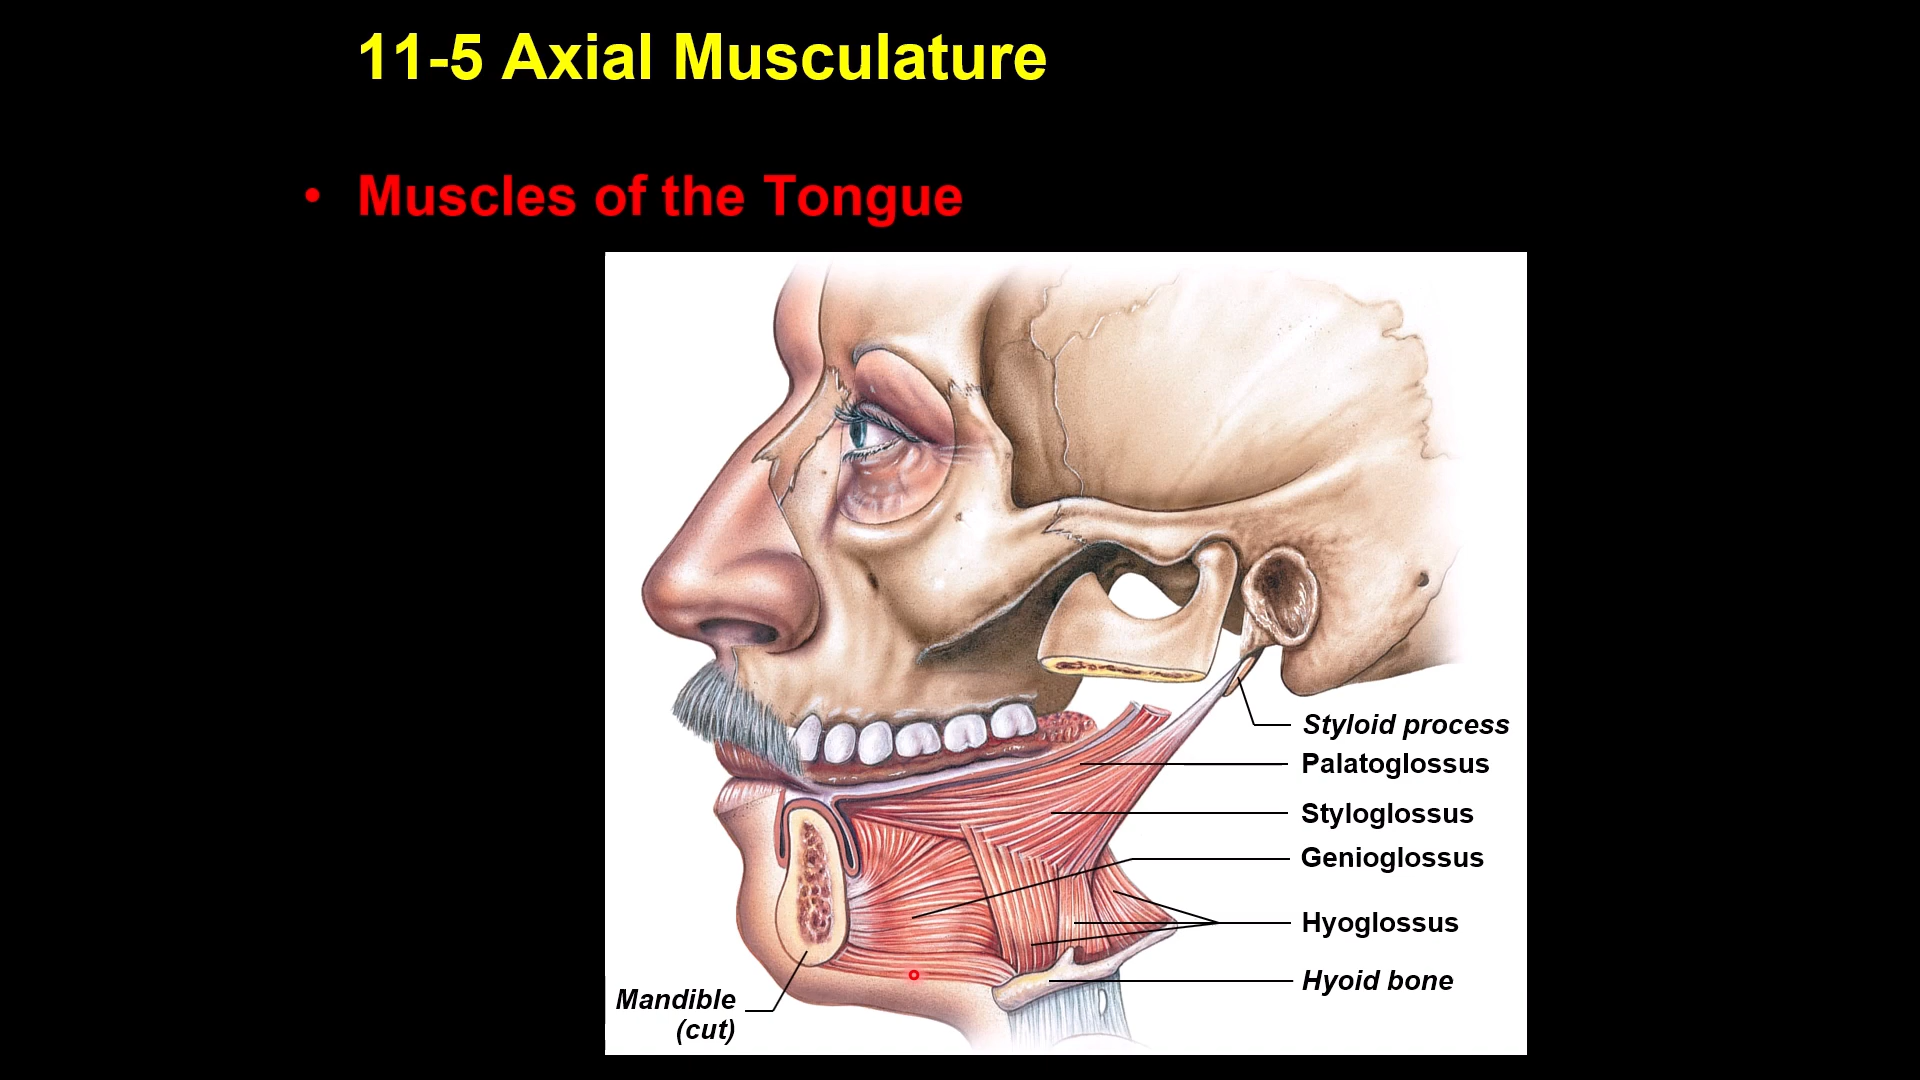 11-5 Axial Musculature
• Muscles of the Tongue
Styloid process
Palatoglossus
Styloglossus
Genioglossus
Hyoglossus
Hyoid bone
Mandible
(cut)